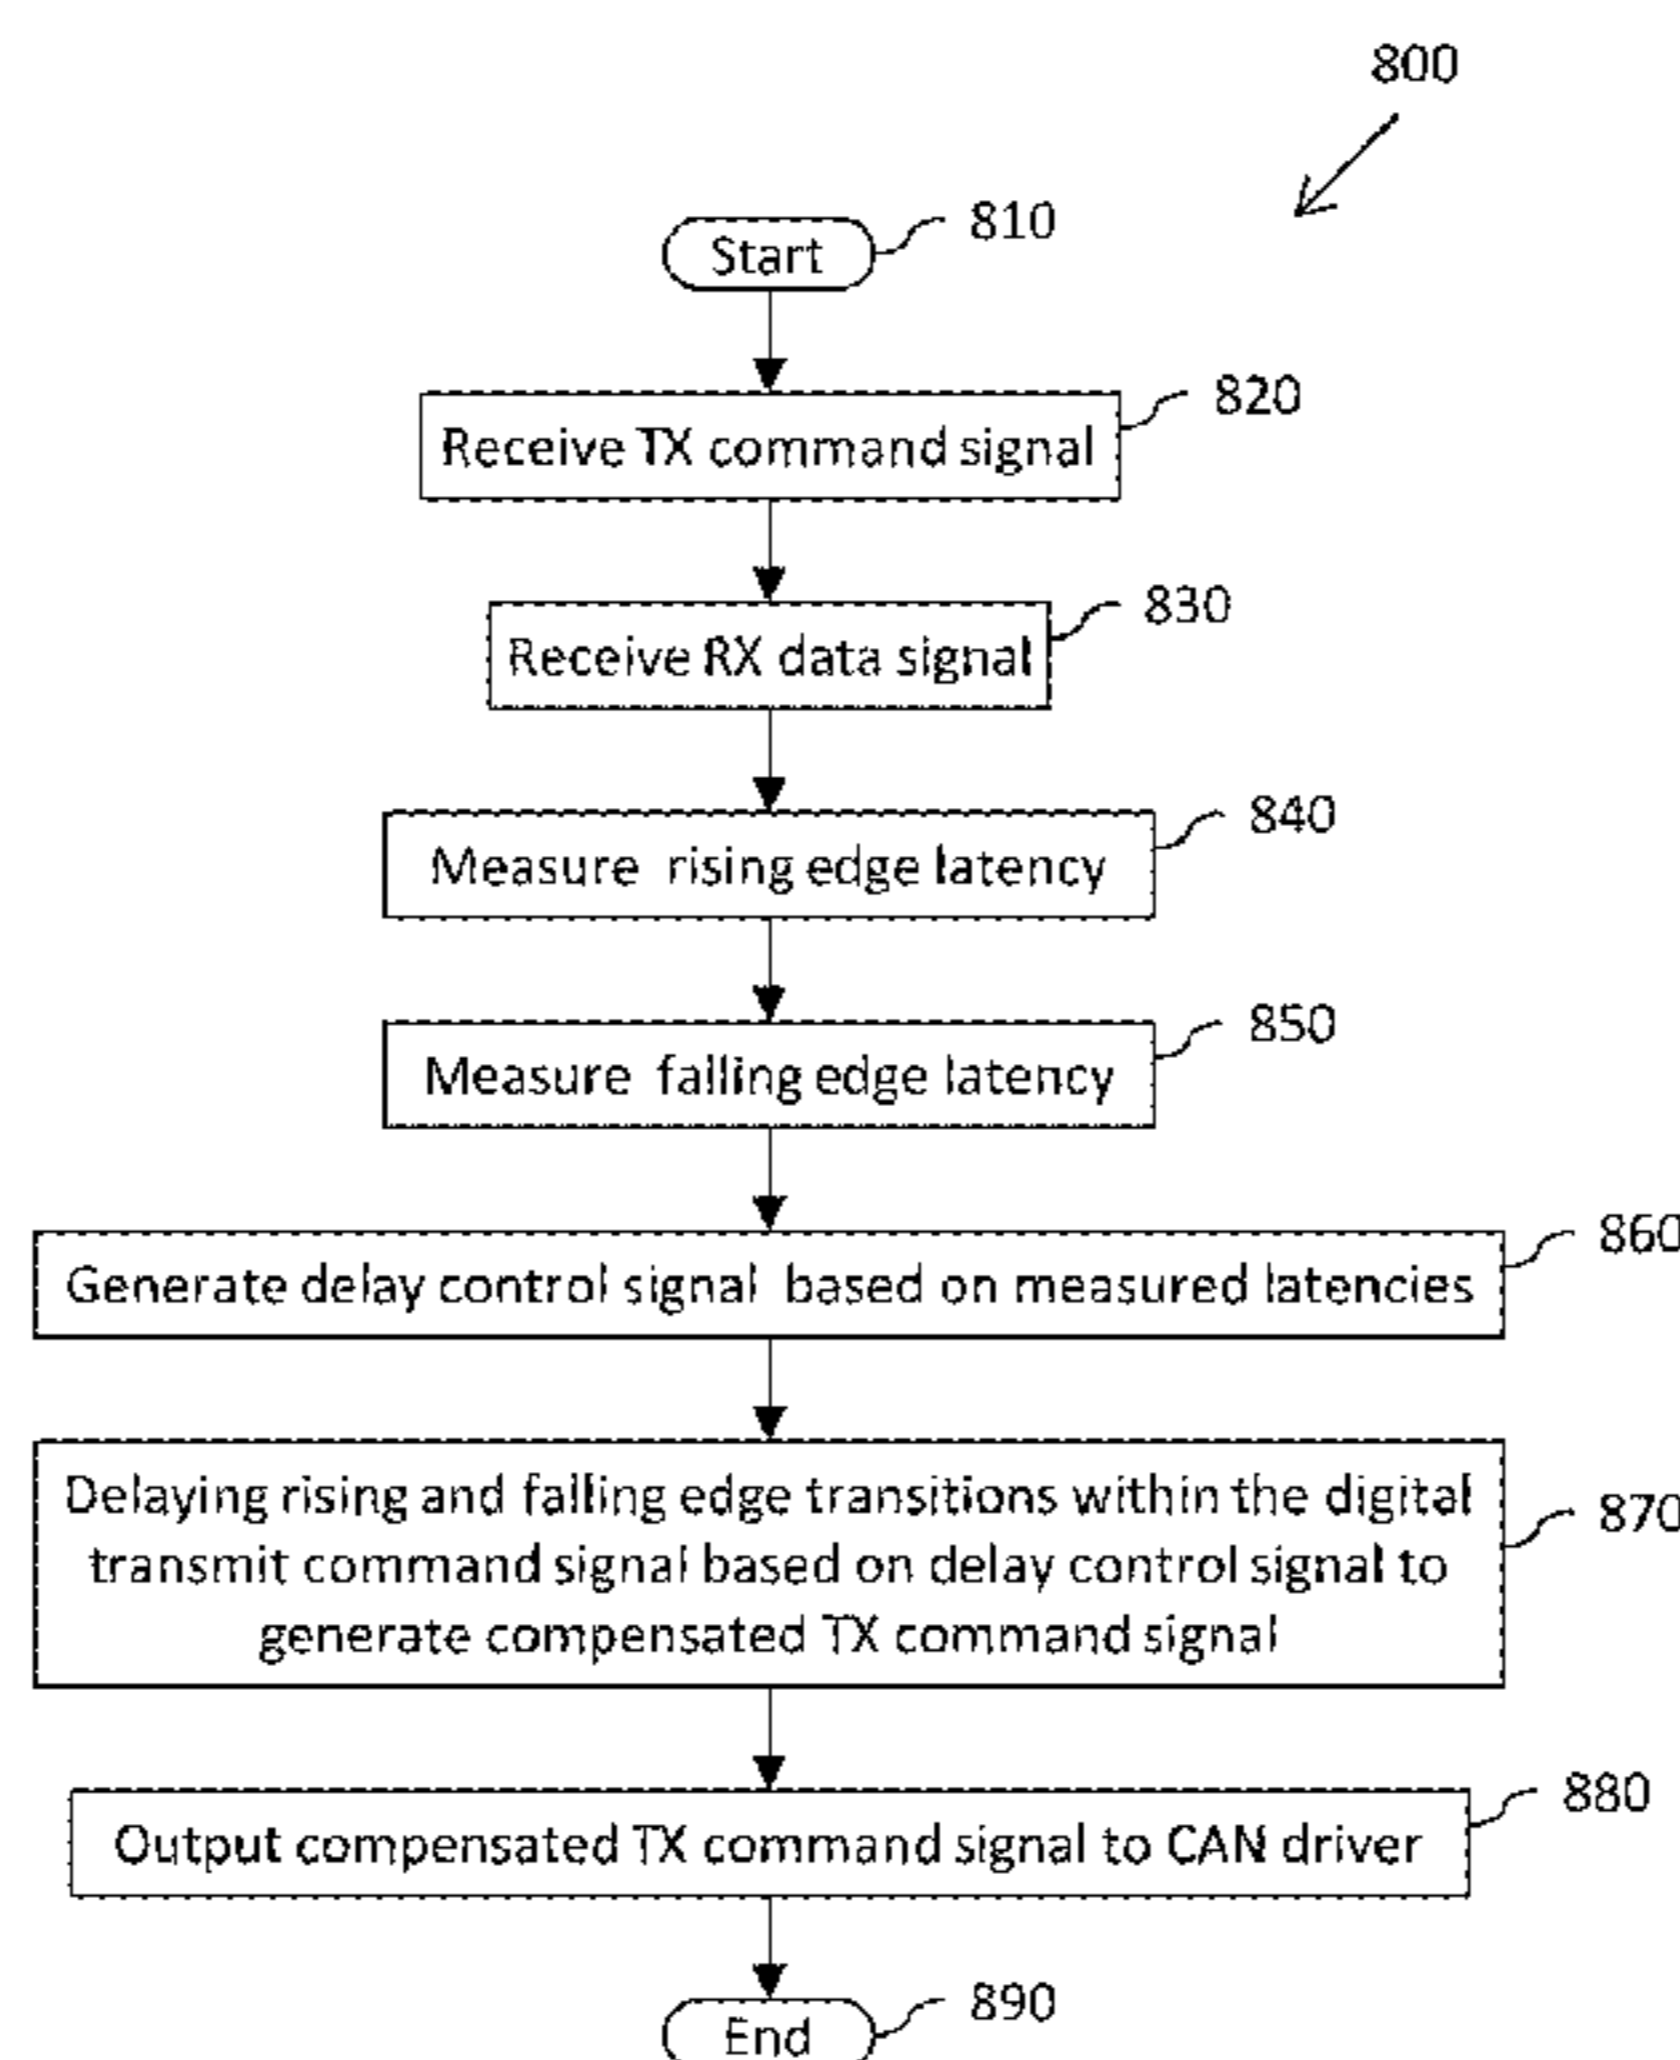 800
Start
810
Receive TX command signal
820
Receive RX data signal
830
Measure rising edge latency
840
Measure falling edge latency
850
Generate delay control signal based on measured latencies
860
Delaying rising and falling edge transitions within the digital
transmit command signal based on delay control signal to
generate compensated TX command signal
870
Output compensated TX command signal to CAN driver
880
End
890